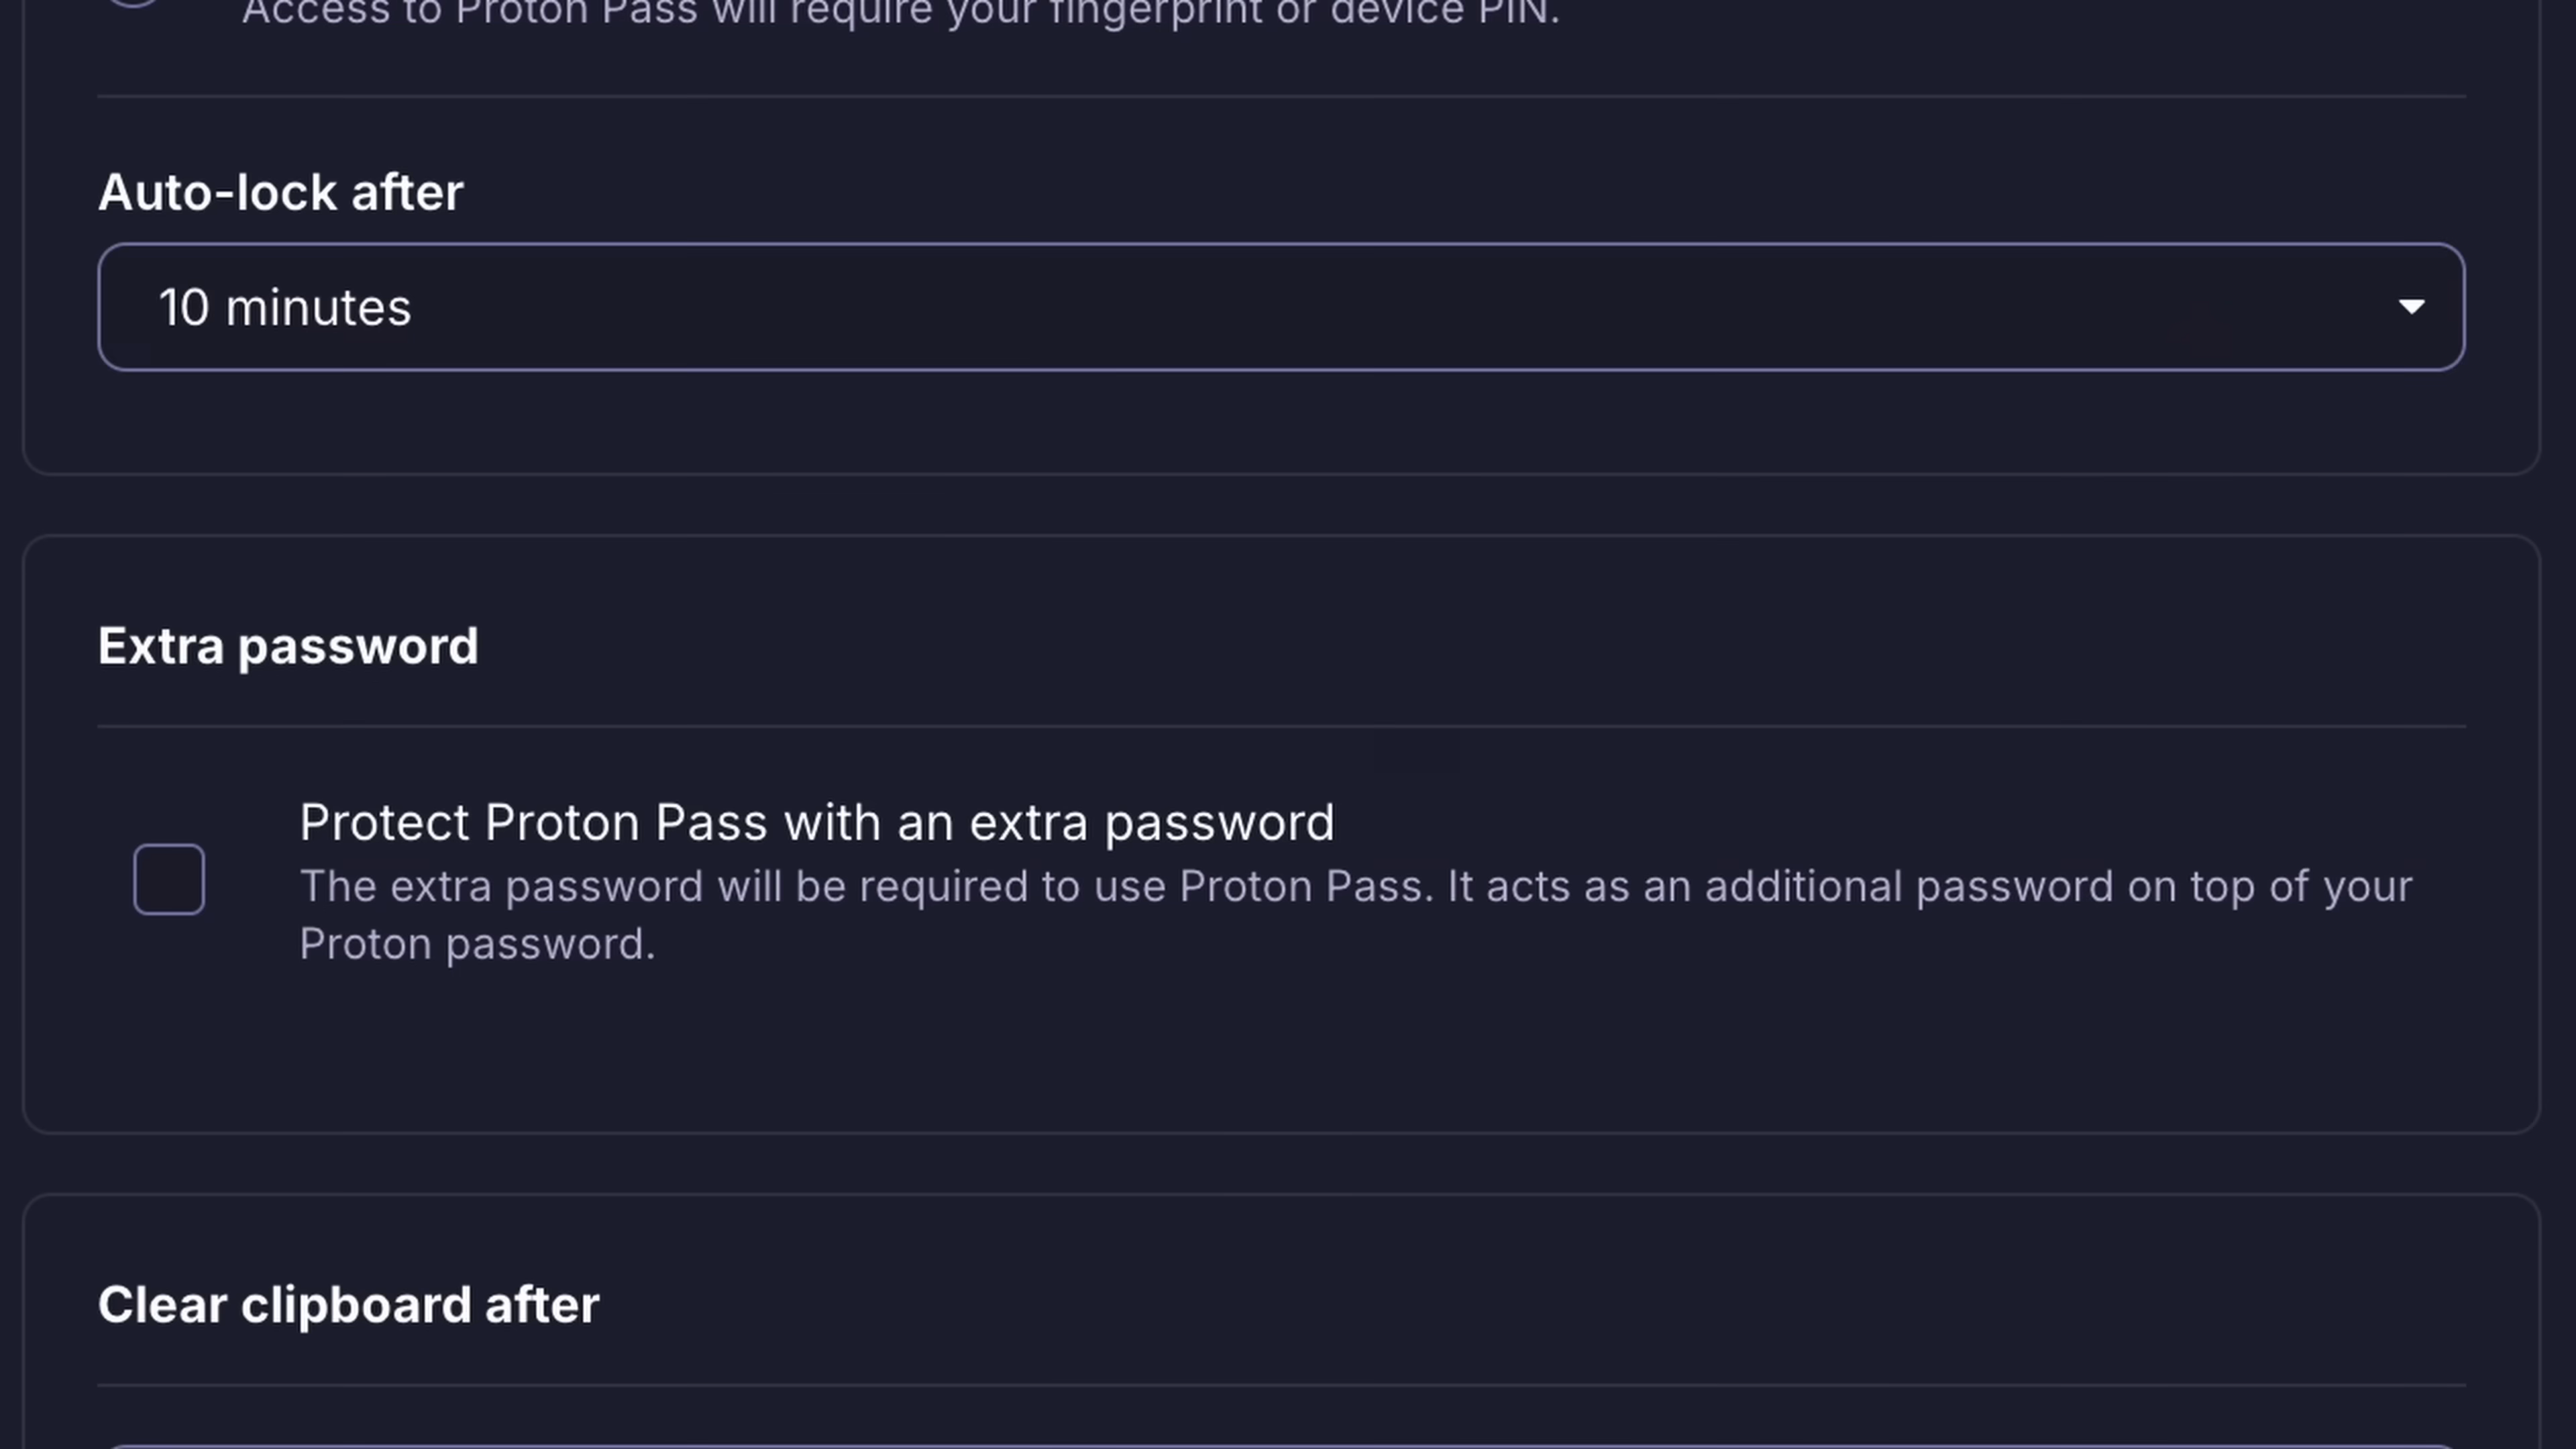 Access to Proton Pass will require your fingerprint or device PIN.
Auto-lock after
10 minutes
Extra password
Protect Proton Pass with an extra password
The extra password will be required to use Proton Pass. It acts as an additional password on top of your
Proton password.
Clear clipboard after